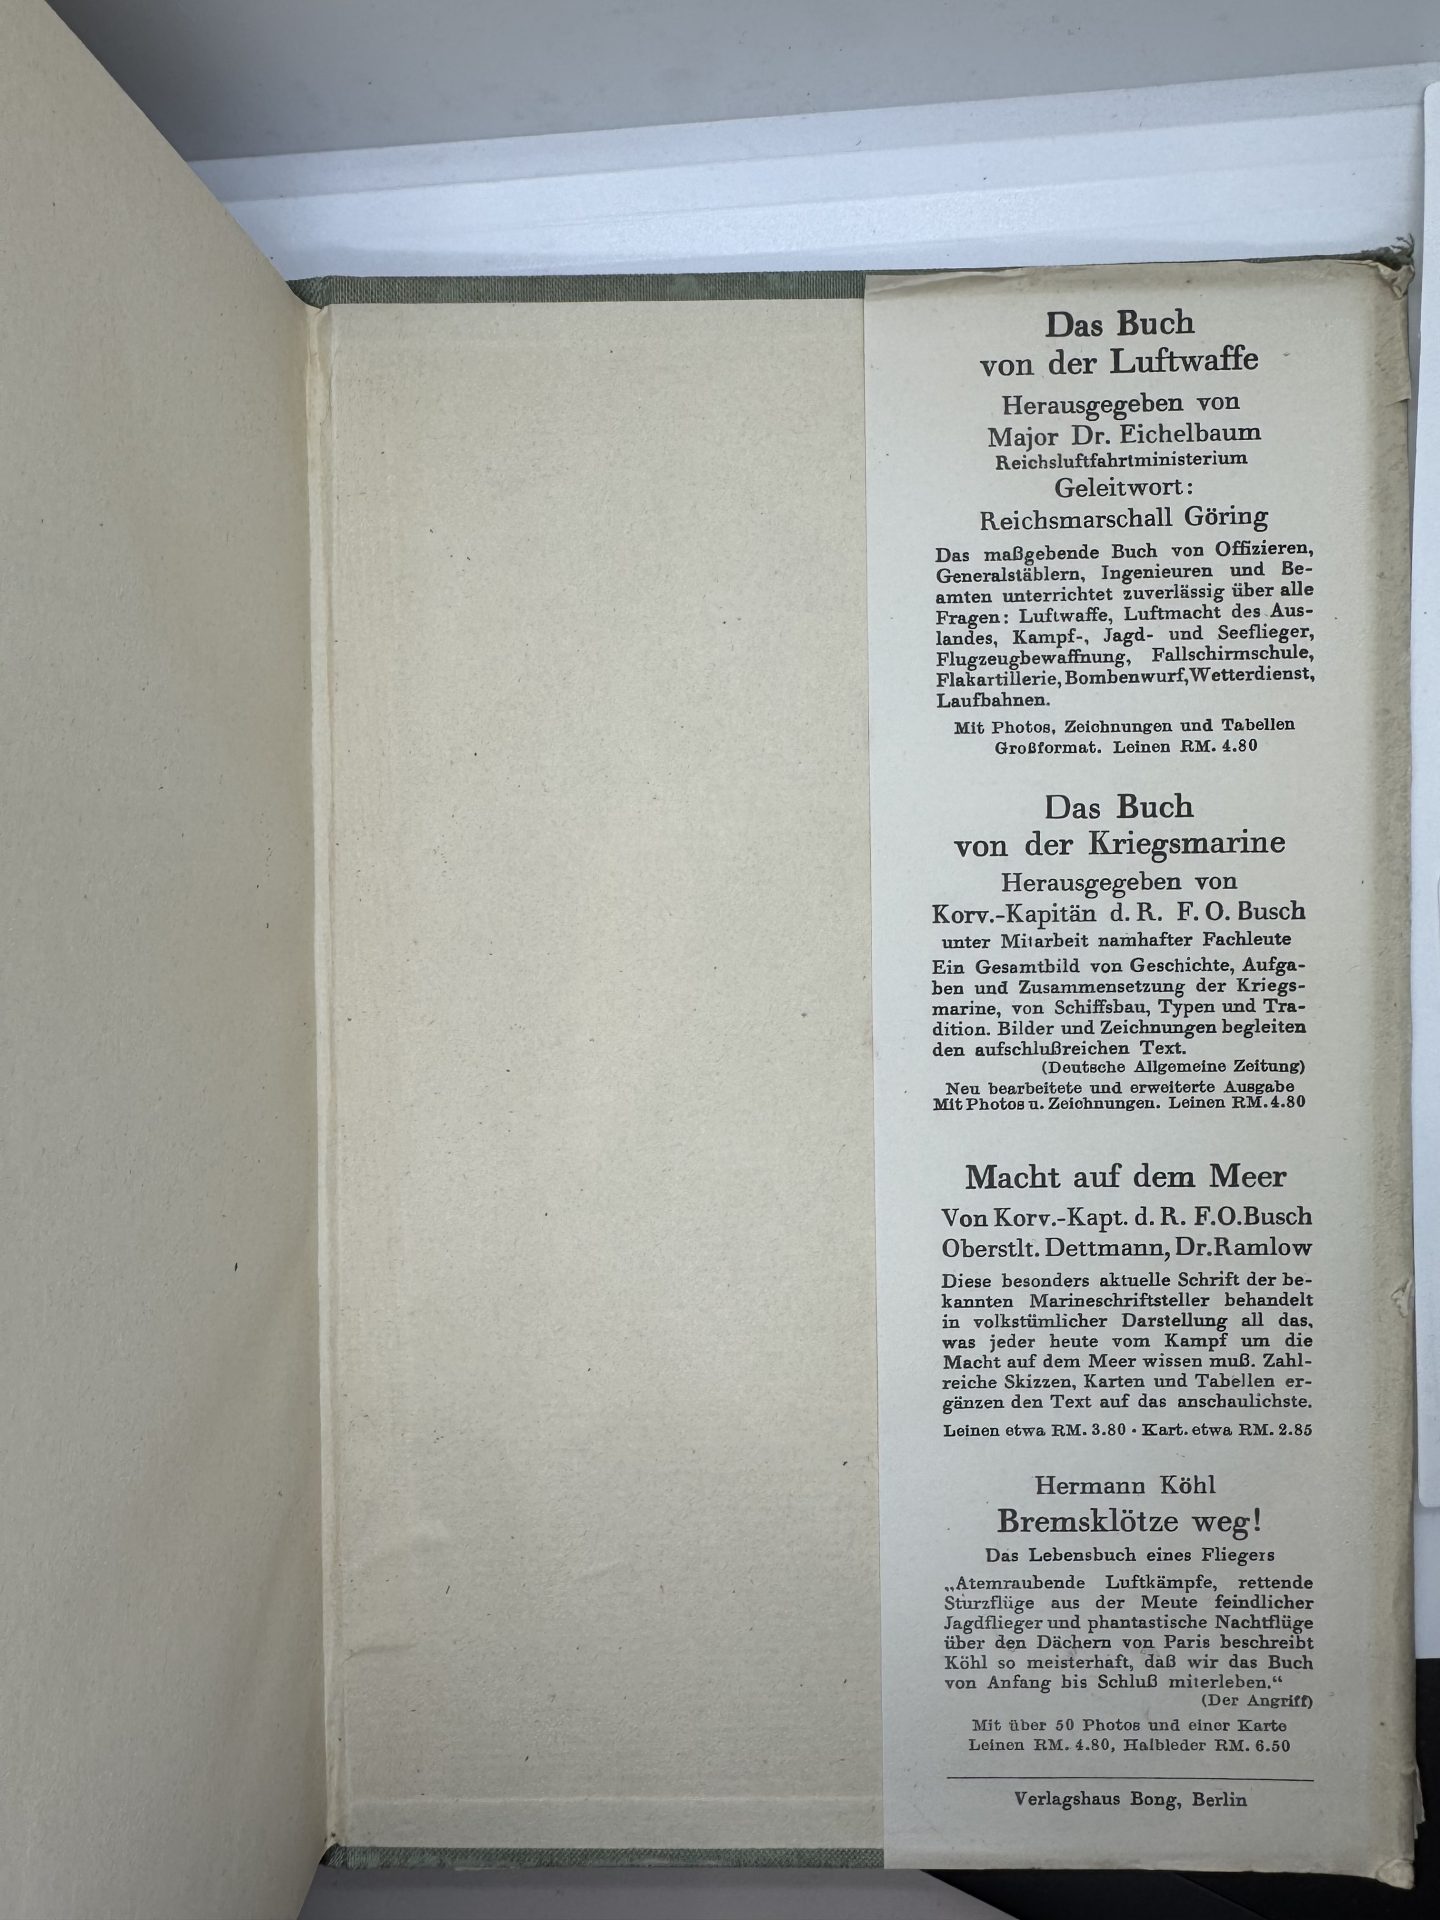 Das Buch
von der Luftwaffe
Herausgegeben von
Major Dr. Eichelbaum
Reichsluftfahrtministerium
Geleitwort:
Reichsmarschall Göring
Das maßgebende Buch von Offizieren,
Generalstäblern, Ingenieuren und Be-
amten unterrichtet zuverlässig über alle
Fragen: Luftwaffe, Luftmacht des Aus-
landes, Kampf-, Jagd- und Seeflieger,
Flugzeugbewaffnung, Fallschirmschule,
Flakartillerie, Bombenwurf, Wetterdienst,
Laufbahnen.
Mit Photos, Zeichnungen und Tabellen
Großformat. Leinen RM. 4.80
Das Buch
von der Kriegsmarine
Herausgegeben von
Korv.-Kapitän d. R. F. O. Busch
unter Mitarbeit namhafter Fachleute
Ein Gesamtbild von Geschichte, Aufga-
ben und Zusammensetzung der Kriegs-
marine, von Schiffsbau, Typen und Tra-
dition. Bilder und Zeichnungen begleiten
den aufschlußreichen Text.
(Deutsche Allgemeine Zeitung)
Neu bearbeitete und erweiterte Ausgabe
Mit Photos u. Zeichnungen. Leinen RM. 4.80
Macht auf dem Meer
Von Korv.-Kapt. d. R. F.O.Busch
Oberstlt. Dettmann, Dr. Ramlow
Diese besonders aktuelle Schrift der be-
kannten Marineschriftsteller behandelt
in volkstümlicher Darstellung all das,
was jeder heute vom Kampf um die
Macht auf dem Meer wissen muß. Zahl-
reiche Skizzen, Karten und Tabellen er-
gänzen den Text auf das anschaulichste.
Leinen etwa RM. 3.80 • Kart. etwa RM. 2.85
Hermann Köhl
Bremsklötze weg!
Das Lebensbuch eines Fliegers
„Atemraubende Luftkämpfe, rettende
Sturzflüge aus der Meute feindlicher
Jagdflieger und phantastische Nachtflüge
über den Dächern von Paris beschreibt
Köhl so meisterhaft, daß wir das Buch
von Anfang bis Schluß miterleben.“
(Der Angriff)
Mit über 50 Photos und einer Karte
Leinen RM. 4.80, Halbleder RM. 6.50
Verlagshaus Bong, Berlin